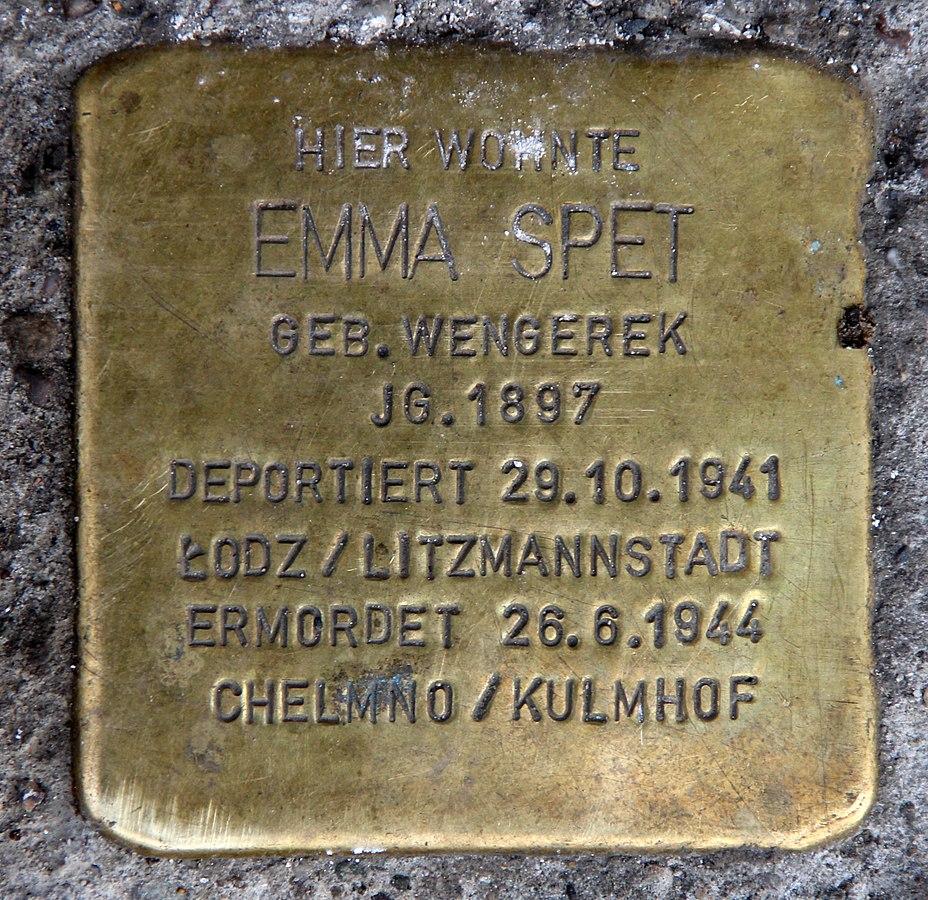 HIER WOHNTE
EMMA SPET
GEB. WENGEREK
JG. 1897
DEPORTIERT 29.10.1941
ŁODZ / LITZMANNSTADT
ERMORDET 26.6.1944
CHELMNO / KULMHOF